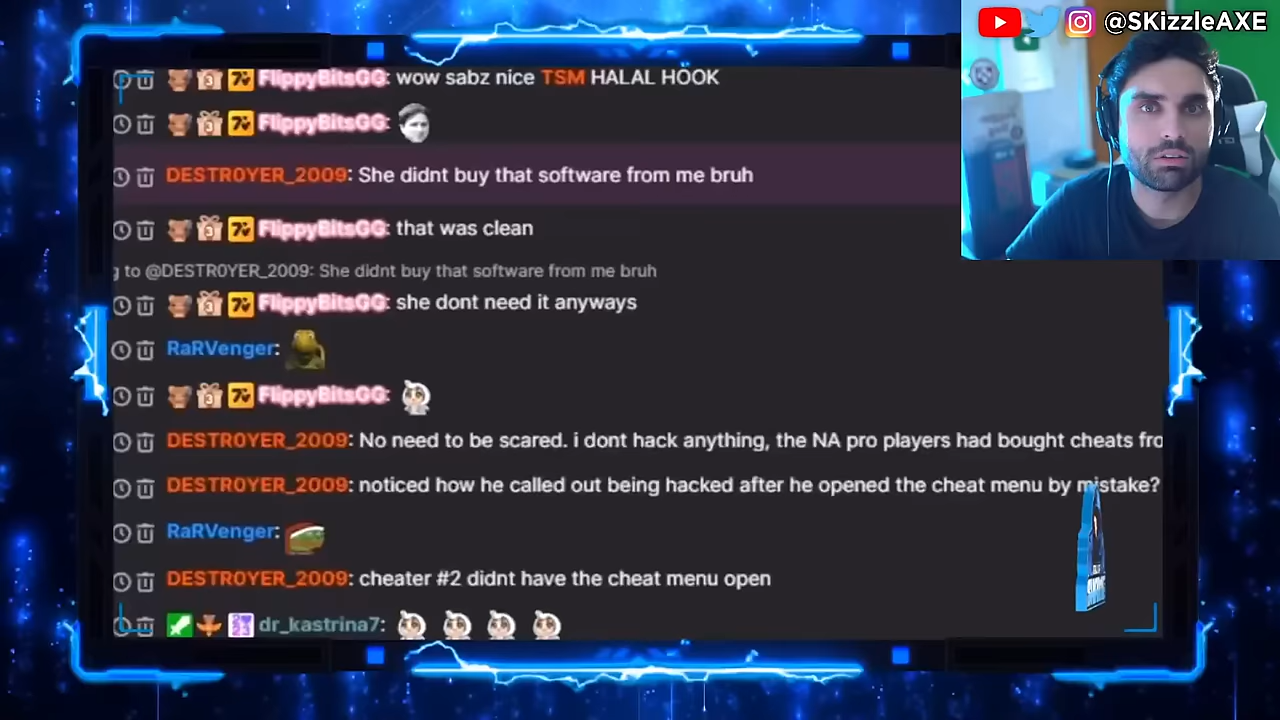 @SKizzleAXE
FlippyBitsGG: wow sabz nice TSM HALAL HOOK
FlippyBitsGG:
DESTR0YER_2009: She didnt buy that software from me bruh
FlippyBitsGG: that was clean
g to @DESTR0YER_2009: She didnt buy that software from me bruh
FlippyBitsGG: she dont need it anyways
RaRVenger:
FlippyBitsGG:
DESTR0YER_2009: No need to be scared. i dont hack anything, the NA pro players had bought cheats fro
DESTR0YER_2009: noticed how he called out being hacked after he opened the cheat menu by mistake?
RaRVenger:
DESTR0YER_2009: cheater #2 didnt have the cheat menu open
dr_kastrina7: